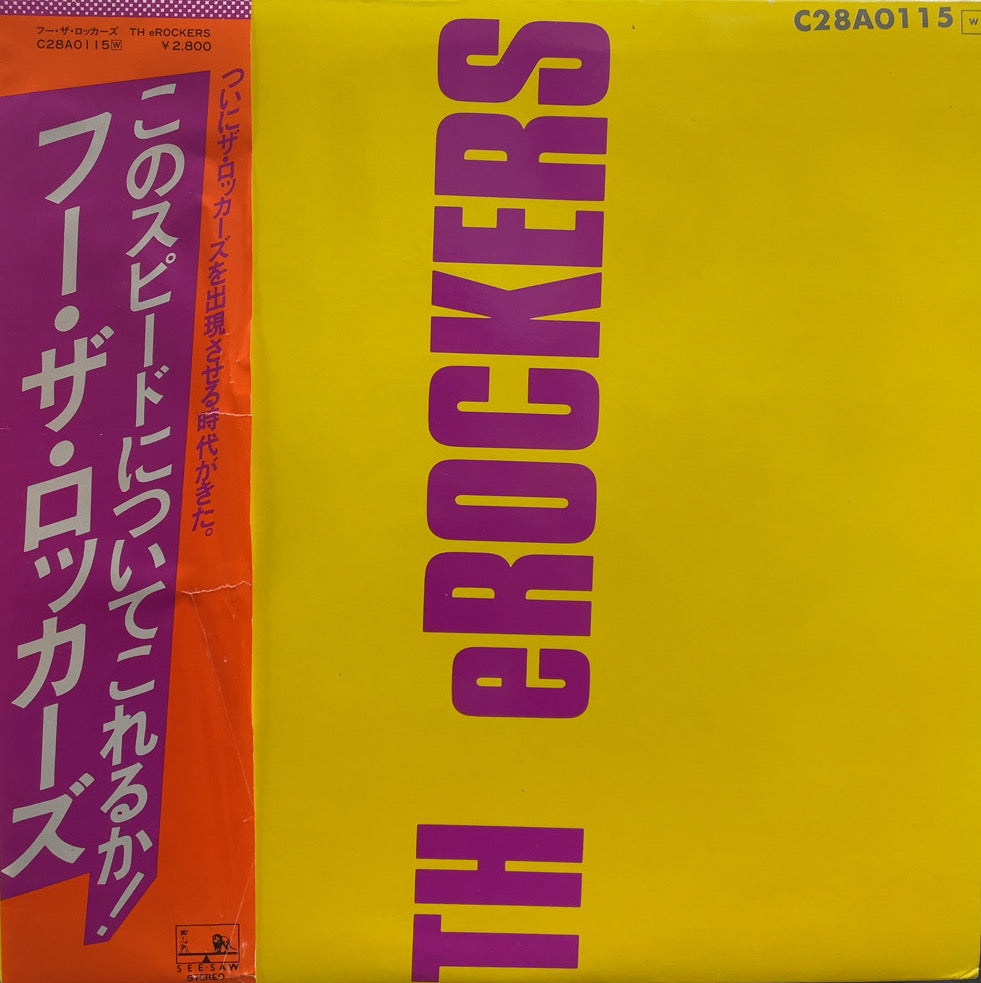 フー・ザ・ロッカーズ TH eROCKERS
C28A0115W ¥2,800
ついにザ・ロッカーズを出現させる時代がきた。
このスピードについてこれるか!
フー・ザ・ロッカーズ
SEE・SAW
STEREO
TH eROCKERS
C28A0115 W